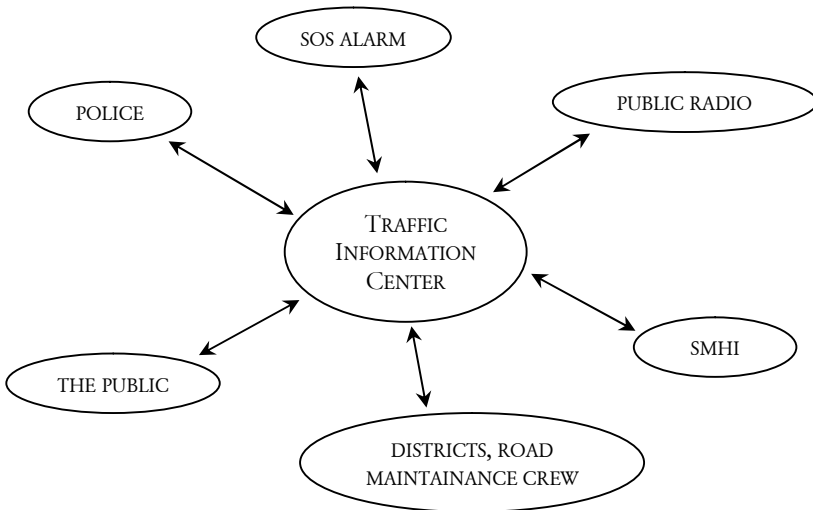 SOS ALARM
POLICE
PUBLIC RADIO
TRAFFIC
INFORMATION
CENTER
SMHI
THE PUBLIC
DISTRICTS, ROAD
MAINTAINANCE CREW